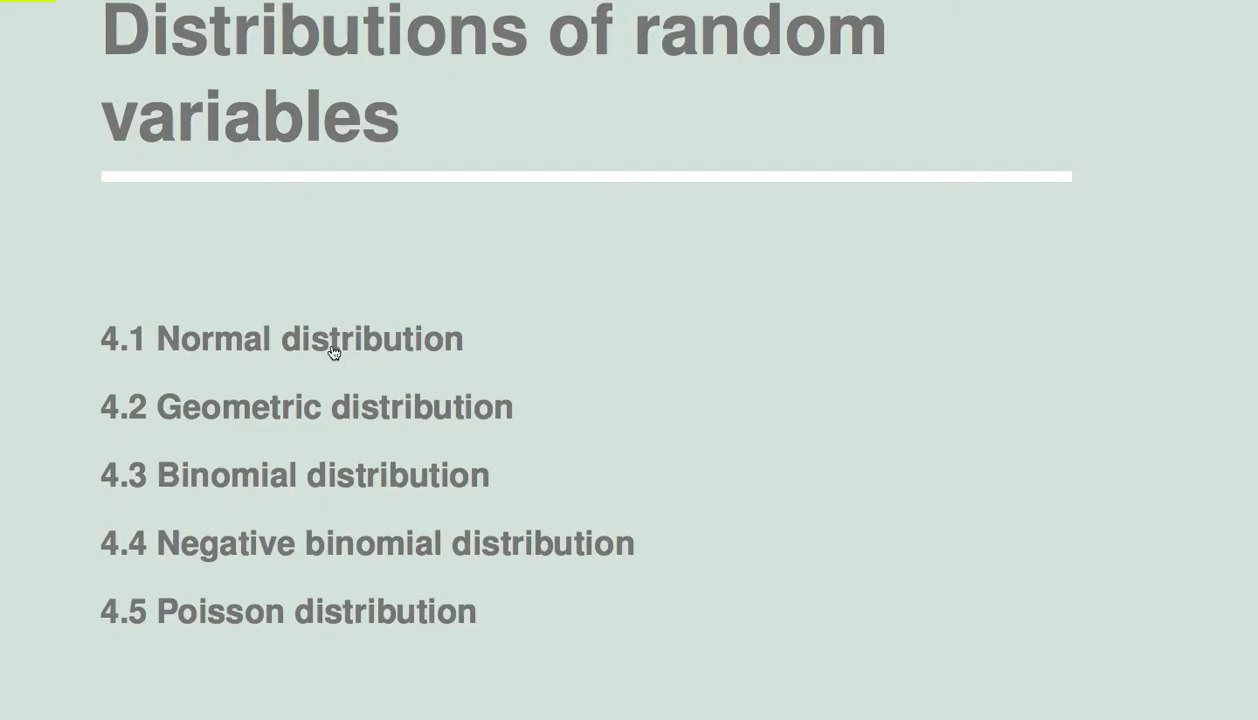 Distributions of random
variables
4.1 Normal distribution
4.2 Geometric distribution
4.3 Binomial distribution
4.4 Negative binomial distribution
4.5 Poisson distribution